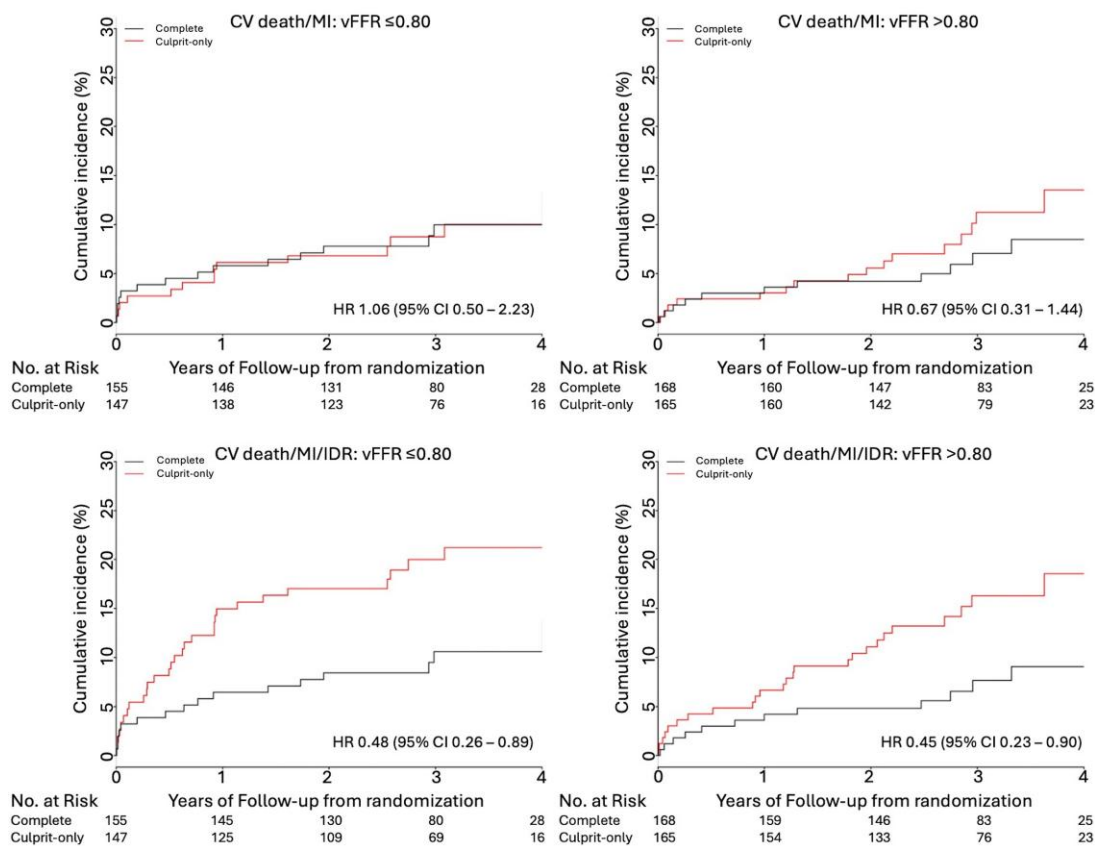 CV death/MI: vFFR ≤0.80
Complete
Culprit-only
Cumulative incidence (%)
30
25
20
15
10
5
0
HR 1.06 (95% CI 0.50 – 2.23)
0 1 2 3 4
No. at Risk Years of Follow-up from randomization
Complete 155 146 131 80 28
Culprit-only 147 138 123 76 16
CV death/MI: vFFR >0.80
Complete
Culprit-only
Cumulative incidence (%)
30
25
20
15
10
5
0
HR 0.67 (95% CI 0.31 – 1.44)
0 1 2 3 4
No. at Risk Years of Follow-up from randomization
Complete 168 160 147 83 25
Culprit-only 165 160 142 79 23
CV death/MI/IDR: vFFR ≤0.80
Complete
Culprit-only
Cumulative incidence (%)
30
25
20
15
10
5
0
HR 0.48 (95% CI 0.26 – 0.89)
0 1 2 3 4
No. at Risk Years of Follow-up from randomization
Complete 155 145 130 80 28
Culprit-only 147 125 109 69 16
CV death/MI/IDR: vFFR >0.80
Complete
Culprit-only
Cumulative incidence (%)
30
25
20
15
10
5
0
HR 0.45 (95% CI 0.23 – 0.90)
0 1 2 3 4
No. at Risk Years of Follow-up from randomization
Complete 168 159 146 83 25
Culprit-only 165 154 133 76 23